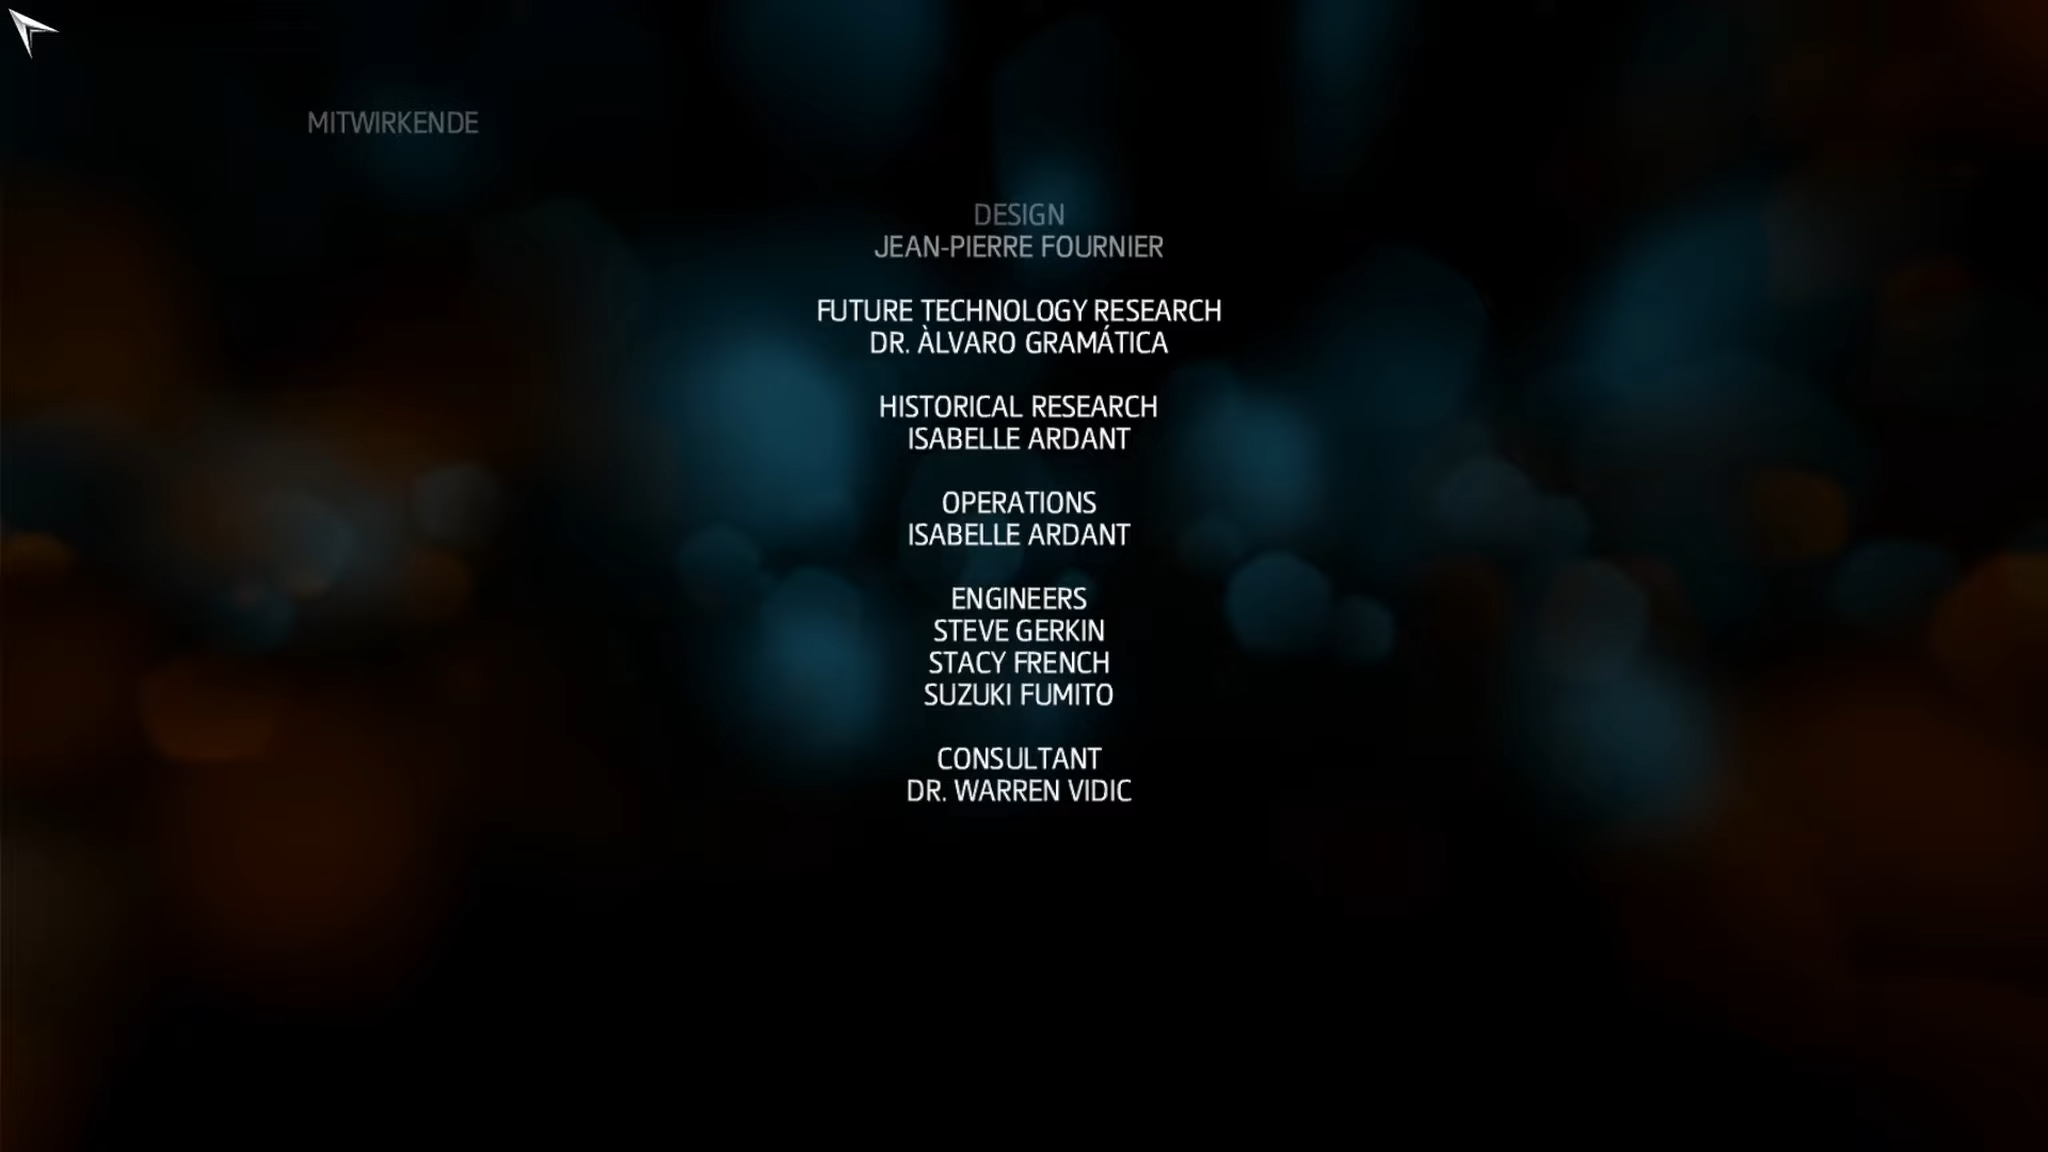 MITWIRKENDE
DESIGN
JEAN-PIERRE FOURNIER
FUTURE TECHNOLOGY RESEARCH
DR. ÀLVARO GRAMÁTICA
HISTORICAL RESEARCH
ISABELLE ARDANT
OPERATIONS
ISABELLE ARDANT
ENGINEERS
STEVE GERKIN
STACY FRENCH
SUZUKI FUMITO
CONSULTANT
DR. WARREN VIDIC